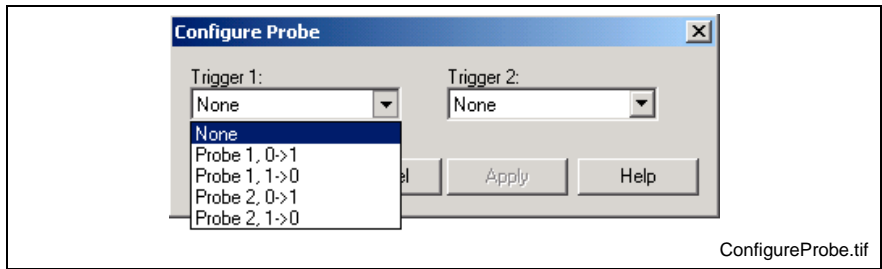 Configure Probe
Trigger 1: Trigger 2:
None None
None
Probe 1, 0->1
Probe 1, 1->0
Probe 2, 0->1
Probe 2, 1->0
Apply Help
ConfigureProbe.tif